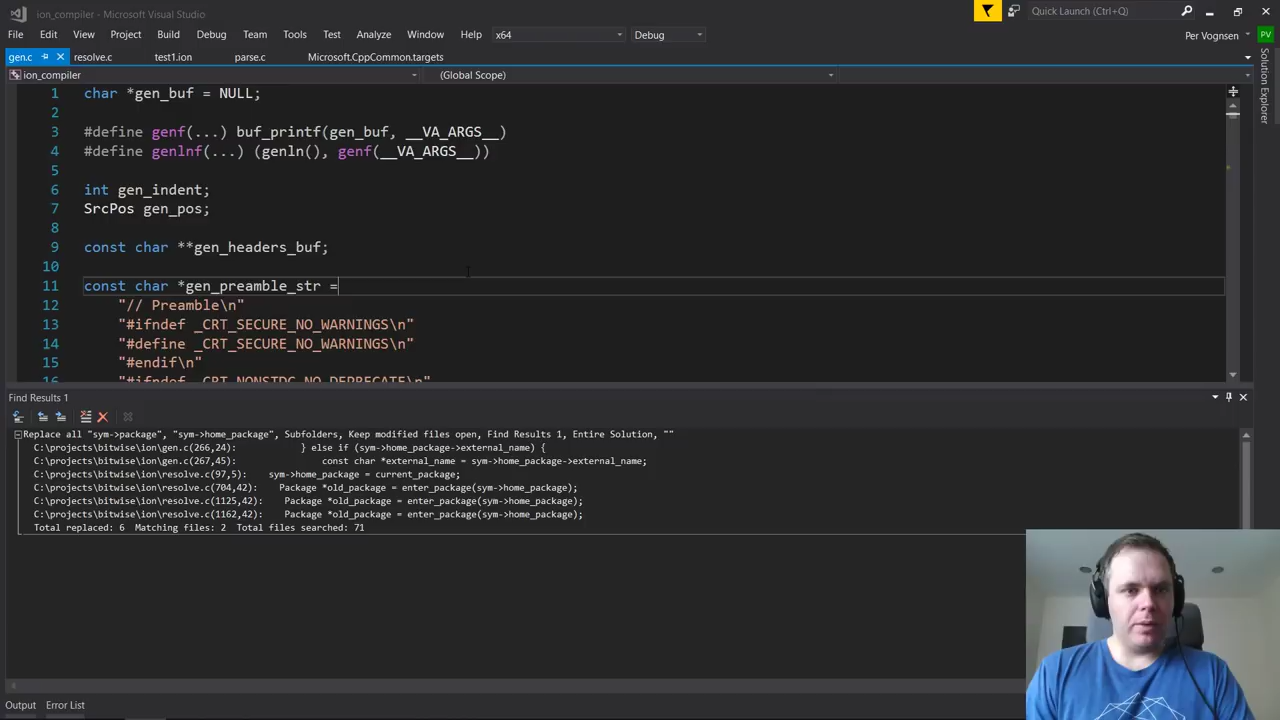 ion_compiler - Microsoft Visual Studio
Quick Launch (Ctrl+Q)
File Edit View Project Build Debug Team Tools Test Analyze Window Help x64 Debug
Per Vognsen PV
gen.c resolve.c test1.ion parse.c Microsoft.CppCommon.targets
Solution Explorer
ion_compiler (Global Scope)
1 char *gen_buf = NULL;
2
3 #define genf(...) buf_printf(gen_buf, __VA_ARGS__)
4 #define genlnf(...) (genln(), genf(__VA_ARGS__))
5
6 int gen_indent;
7 SrcPos gen_pos;
8
9 const char **gen_headers_buf;
10
11 const char *gen_preamble_str =
12 "// Preamble\n"
13 "#ifndef _CRT_SECURE_NO_WARNINGS\n"
14 "#define _CRT_SECURE_NO_WARNINGS\n"
15 "#endif\n"
16 "#ifndef _CRT_NONSTDC_NO_DEPRECATE\n"
Find Results 1
Replace all "sym->package", "sym->home_package", Subfolders, Keep modified files open, Find Results 1, Entire Solution, ""
C:\projects\bitwise\ion\gen.c(266,24): } else if (sym->home_package->external_name) {
C:\projects\bitwise\ion\gen.c(267,45): const char *external_name = sym->home_package->external_name;
C:\projects\bitwise\ion\resolve.c(97,5): sym->home_package = current_package;
C:\projects\bitwise\ion\resolve.c(704,42): Package *old_package = enter_package(sym->home_package);
C:\projects\bitwise\ion\resolve.c(1125,42): Package *old_package = enter_package(sym->home_package);
C:\projects\bitwise\ion\resolve.c(1162,42): Package *old_package = enter_package(sym->home_package);
Total replaced: 6 Matching files: 2 Total files searched: 71
Output Error List